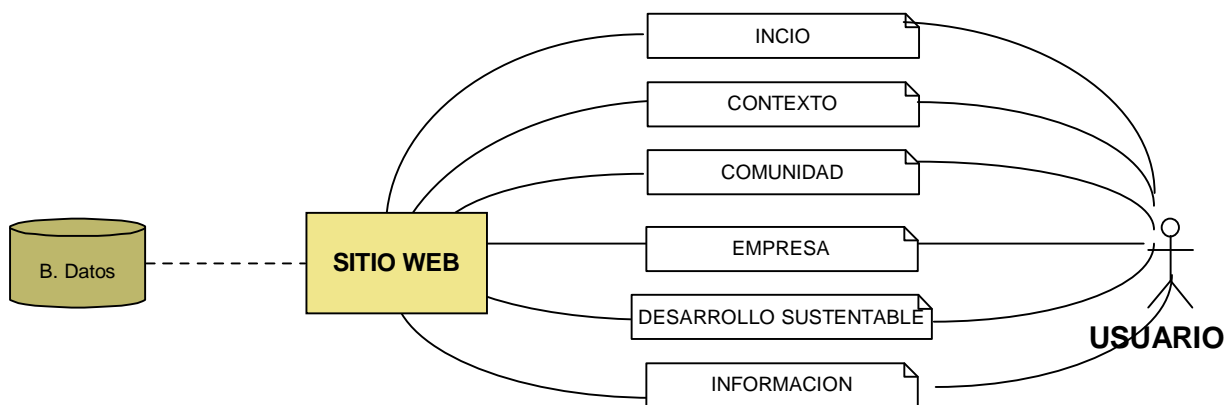 INCIO
CONTEXTO
COMUNIDAD
B. Datos
SITIO WEB
EMPRESA
DESARROLLO SUSTENTABLE
USUARIO
INFORMACION